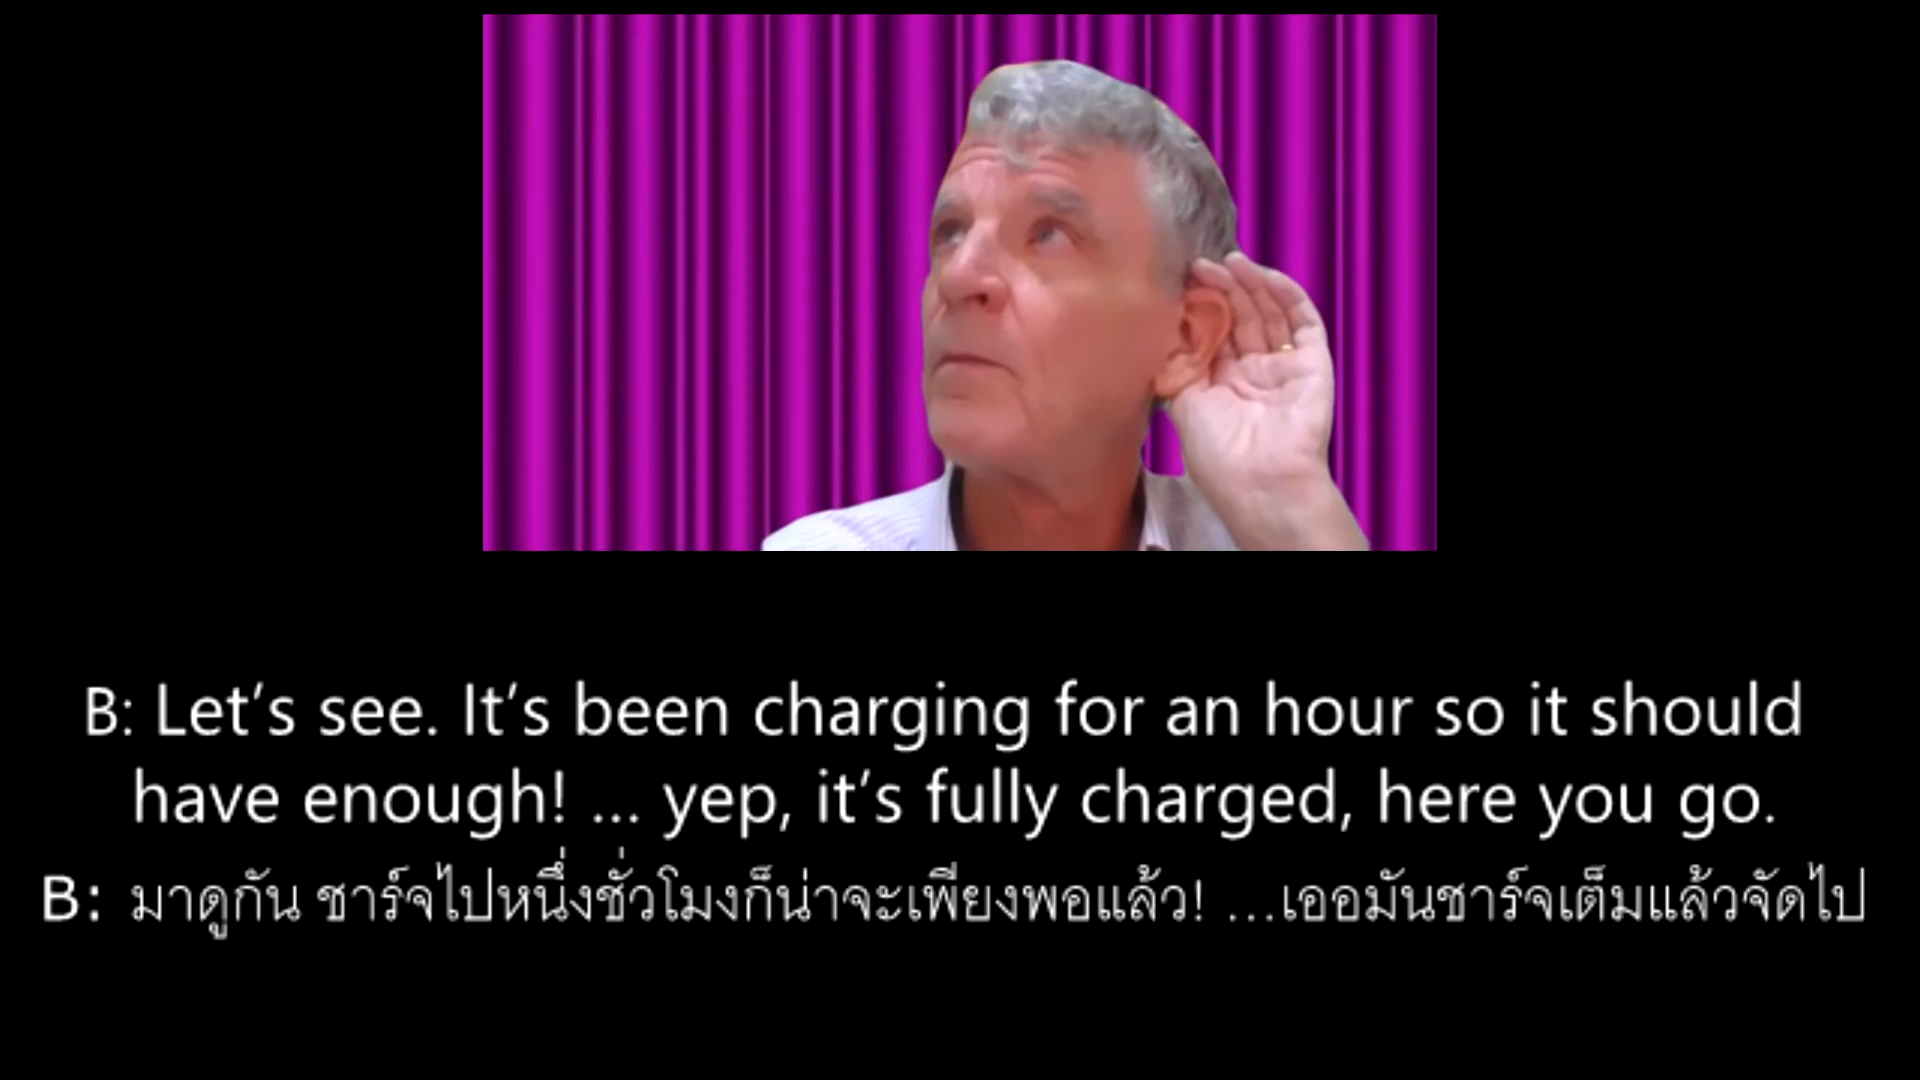 B: Let’s see. It’s been charging for an hour so it should
have enough! ... yep, it’s fully charged, here you go.
B: มาดูกัน ชาร์จไปหนึ่งชั่วโมงก็น่าจะเพียงพอแล้ว! ...เออมันชาร์จเต็มแล้วจัดไป